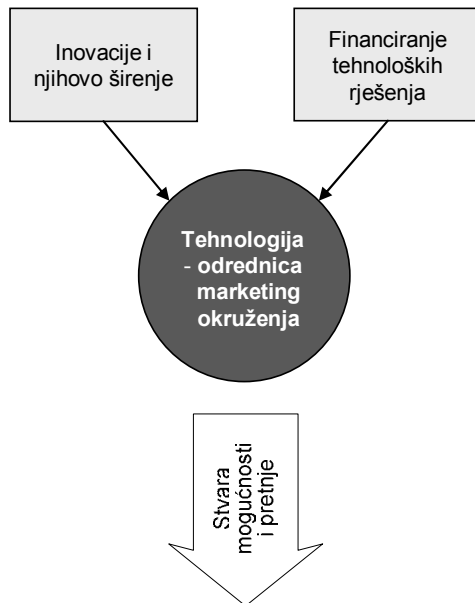 Inovacije i
njihovo širenje
Financiranje
tehnoloških
rješenja
Tehnologija
- odrednica
marketing
okruženja
Stvara
mogućnosti
i pretnje